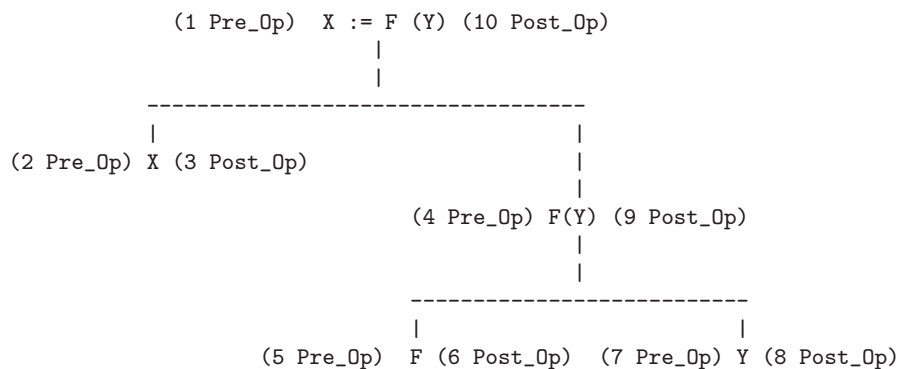 (1 Pre_Op) X := F (Y) (10 Post_Op)
(2 Pre_Op) X (3 Post_Op)
(4 Pre_Op) F(Y) (9 Post_Op)
(5 Pre_Op) F (6 Post_Op) (7 Pre_Op) Y (8 Post_Op)